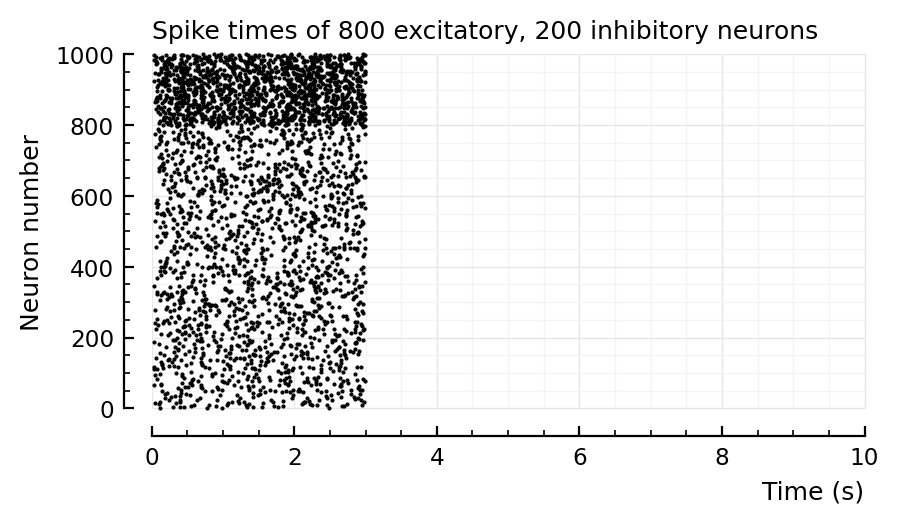 Spike times of 800 excitatory, 200 inhibitory neurons
1000
800
600
400
200
0
Neuron number
0 2 4 6 8 10
Time (s)